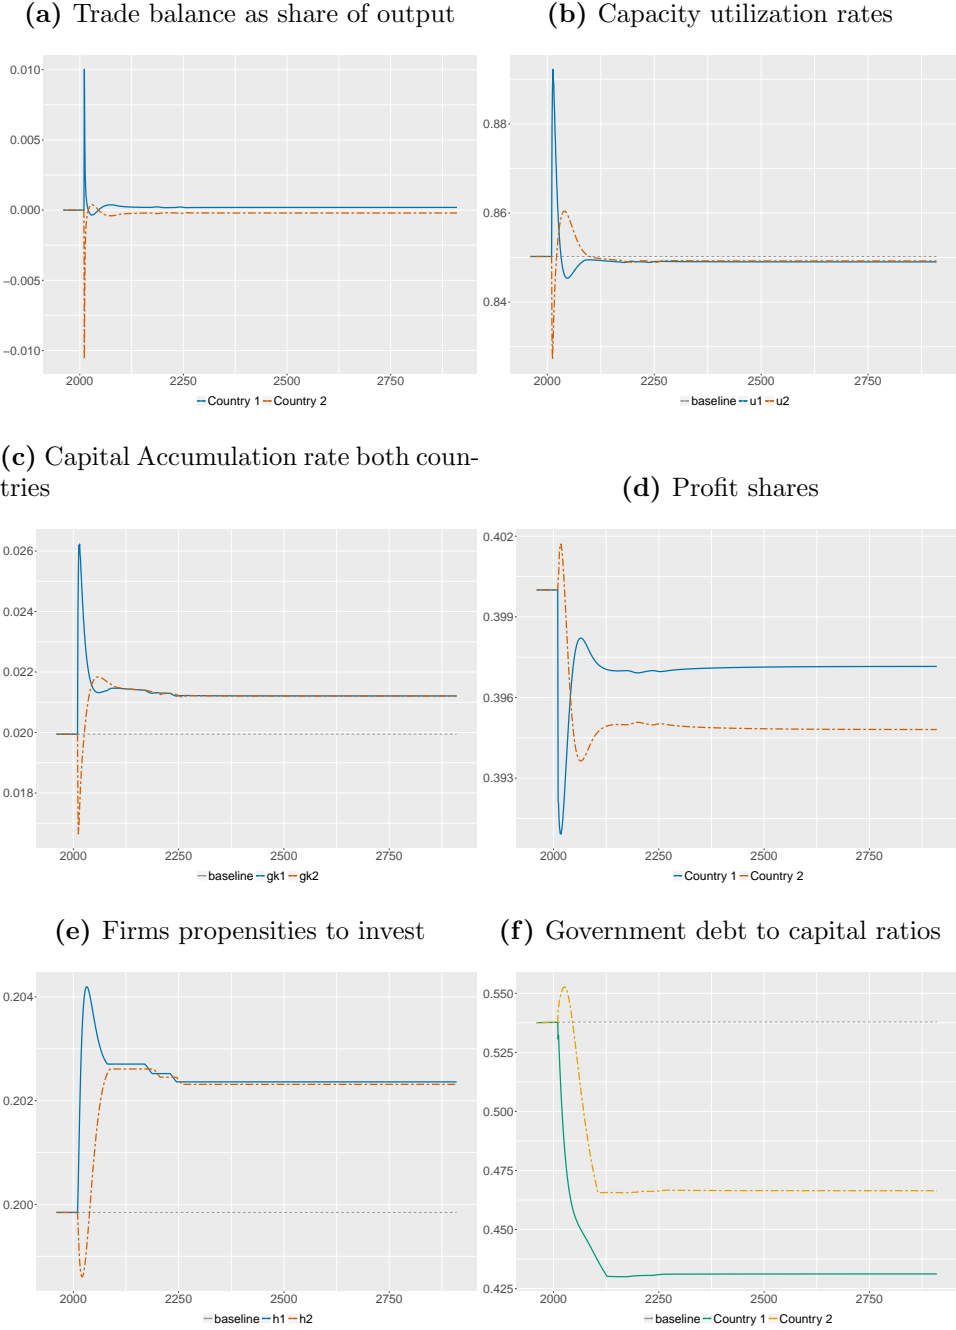 (a) Trade balance as share of output
0.010
0.005
0.000
−0.005
−0.010
2000 2250 2500 2750
Country 1 Country 2
(b) Capacity utilization rates
0.88
0.86
0.84
2000 2250 2500 2750
baseline u1 u2
(c) Capital Accumulation rate both coun-
tries
0.026
0.024
0.022
0.020
0.018
2000 2250 2500 2750
baseline gk1 gk2
(d) Profit shares
0.402
0.399
0.396
0.393
2000 2250 2500 2750
Country 1 Country 2
(e) Firms propensities to invest
0.204
0.202
0.200
2000 2250 2500 2750
baseline h1 h2
(f) Government debt to capital ratios
0.550
0.525
0.500
0.475
0.450
0.425
2000 2250 2500 2750
baseline Country 1 Country 2